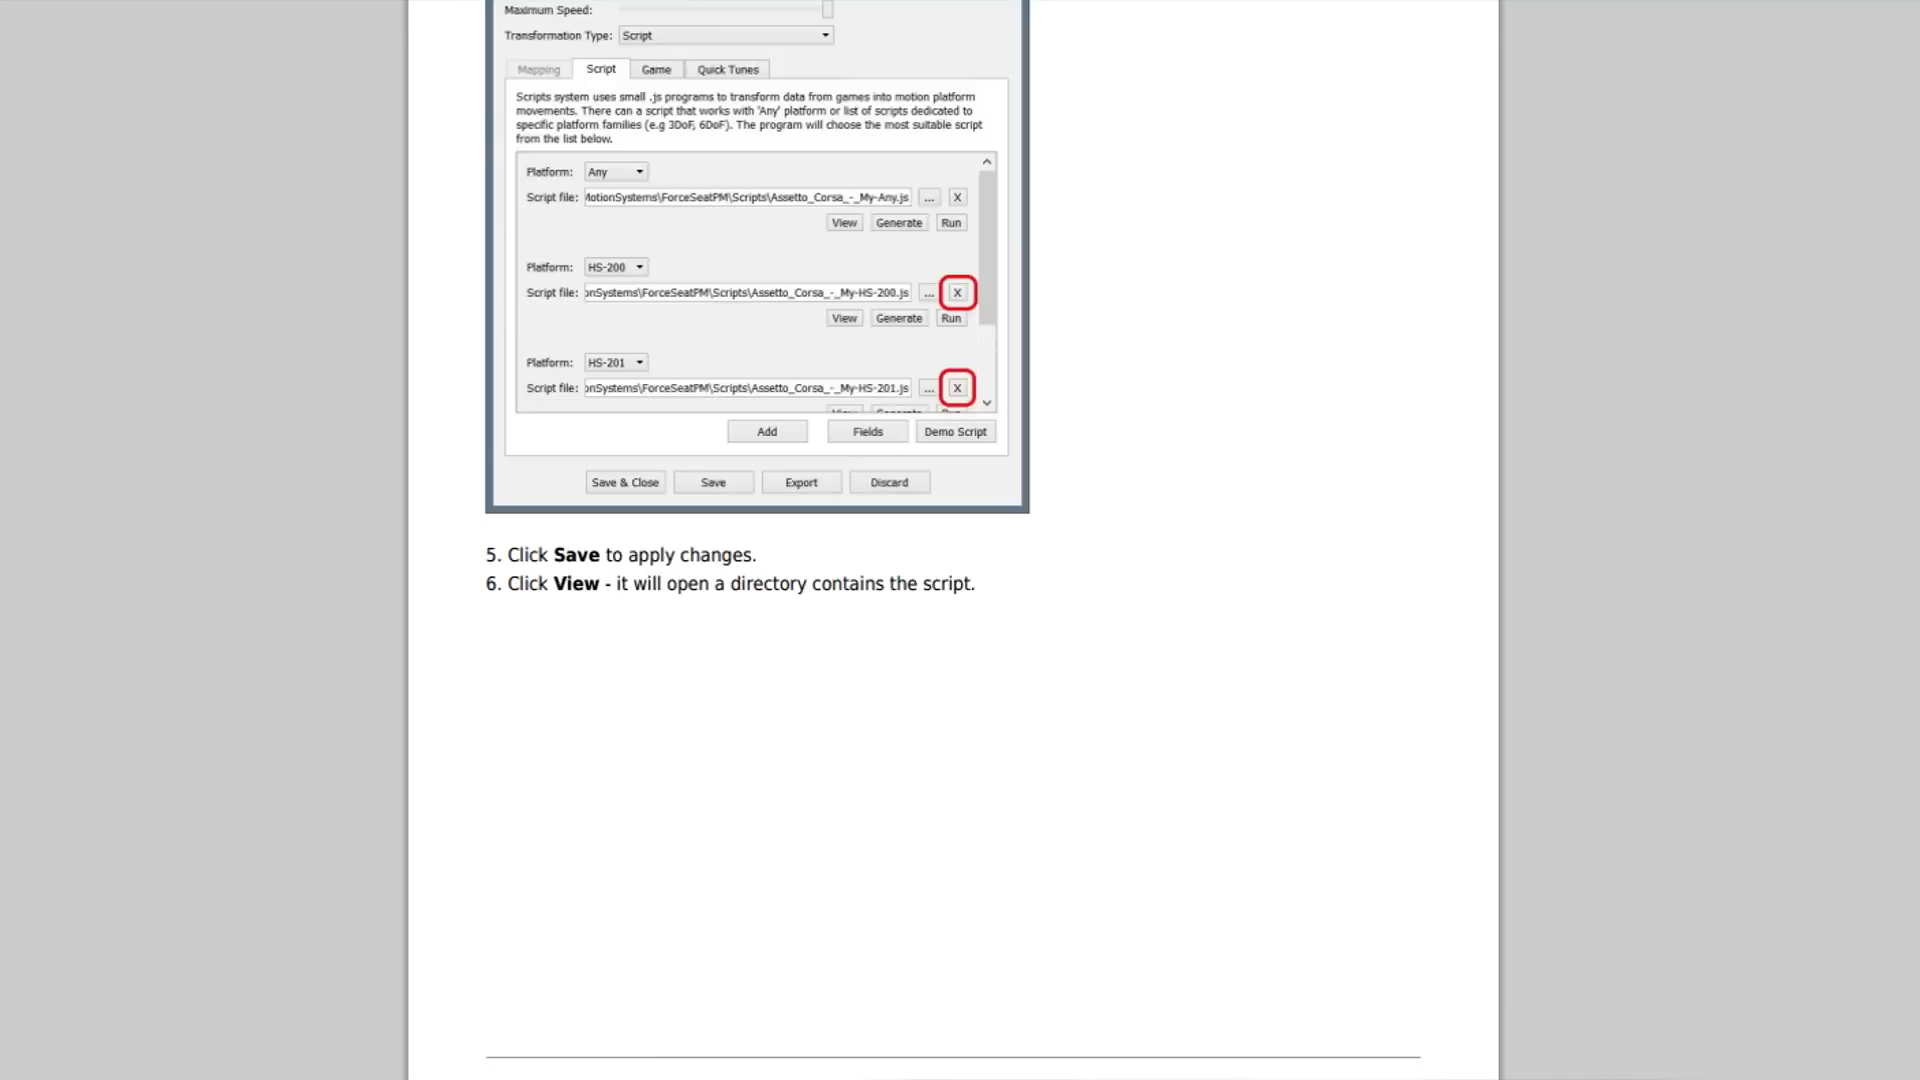 Maximum Speed:
Transformation Type: Script
Mapping Script Game Quick Tunes
Scripts system uses small .js programs to transform data from games into motion platform
movements. There can a script that works with 'Any' platform or list of scripts dedicated to
specific platform families (e.g 3DoF, 6DoF). The program will choose the most suitable script
from the list below.
Platform: Any
Script file: MotionSystems\ForceSeatPM\Scripts\Assetto_Corsa_-_My-Any.js ... X
View Generate Run
Platform: HS-200
Script file: onSystems\ForceSeatPM\Scripts\Assetto_Corsa_-_My-HS-200.js ... X
View Generate Run
Platform: HS-201
Script file: onSystems\ForceSeatPM\Scripts\Assetto_Corsa_-_My-HS-201.js ... X
View Generate Run
Add Fields Demo Script
Save & Close Save Export Discard
5. Click Save to apply changes.
6. Click View - it will open a directory contains the script.